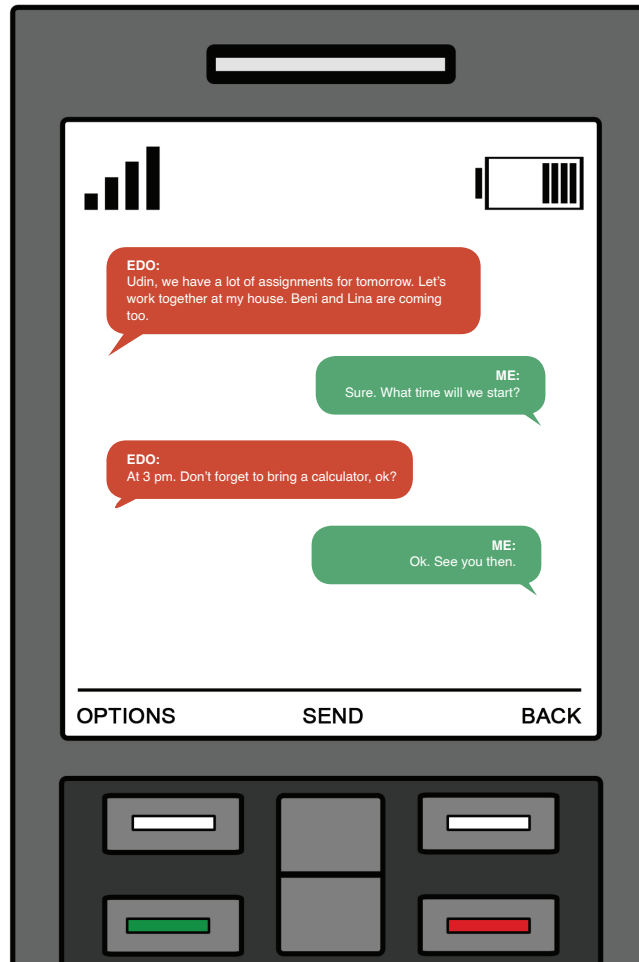 EDO:
Udin, we have a lot of assignments for tomorrow. Let's
work together at my house. Beni and Lina are coming
too.
ME:
Sure. What time will we start?
EDO:
At 3 pm. Don't forget to bring a calculator, ok?
ME:
Ok. See you then.
OPTIONS SEND BACK